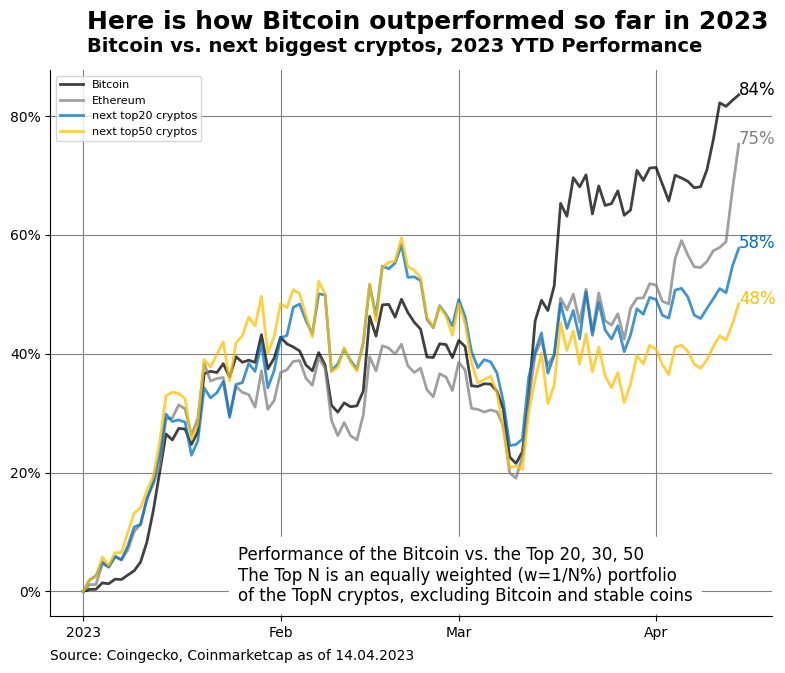 Here is how Bitcoin outperformed so far in 2023
Bitcoin vs. next biggest cryptos, 2023 YTD Performance
Bitcoin
Ethereum
next top20 cryptos
next top50 cryptos
84%
75%
58%
48%
80%
60%
40%
20%
0%
Performance of the Bitcoin vs. the Top 20, 30, 50
The Top N is an equally weighted (w=1/N%) portfolio
of the TopN cryptos, excluding Bitcoin and stable coins
2023 Feb Mar Apr
Source: Coingecko, Coinmarketcap as of 14.04.2023